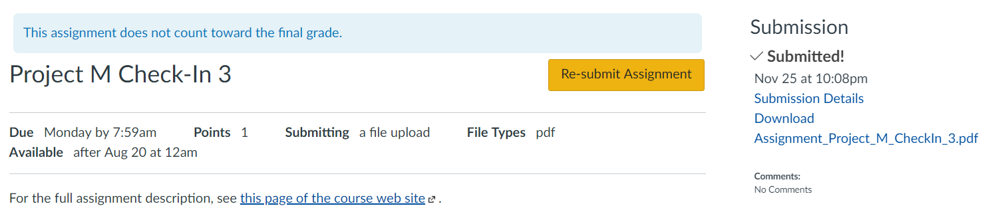 This assignment does not count toward the final grade.
Project M Check-In 3
Re-submit Assignment
Due Monday by 7:59am Points 1 Submitting a file upload File Types pdf
Available after Aug 20 at 12am
For the full assignment description, see this page of the course web site .
Submission
Submitted!
Nov 25 at 10:08pm
Submission Details
Download
Assignment_Project_M_CheckIn_3.pdf
Comments:
No Comments